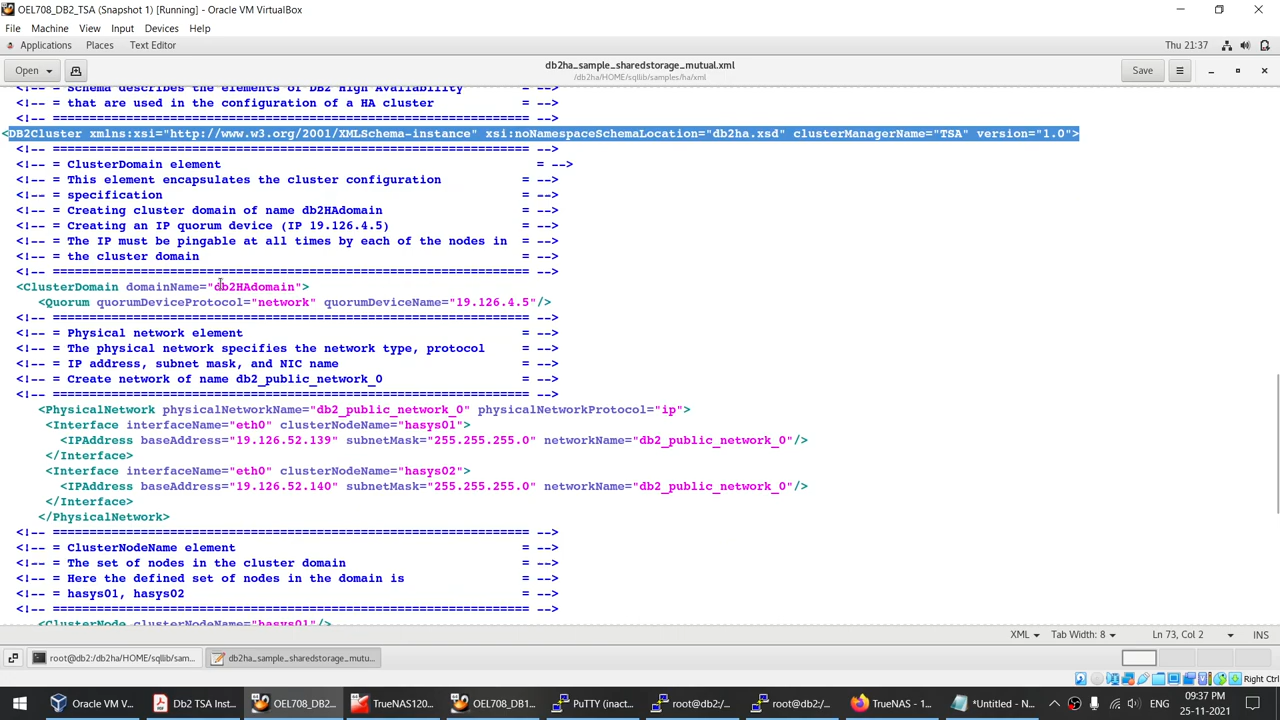 OEL708_DB2_TSA (Snapshot 1) [Running] - Oracle VM VirtualBox
File Machine View Input Devices Help
Applications Places Text Editor Thu 21:37
Open db2ha_sample_sharedstorage_mutual.xml Save
/db2ha/HOME/sqllib/samples/ha/xml
<!-- = Schema describes the elements of DB2 High Availability = -->
<!-- = that are used in the configuration of a HA cluster = -->
<!-- ================================================================ -->
<DB2Cluster xmlns:xsi="http://www.w3.org/2001/XMLSchema-instance" xsi:noNamespaceSchemaLocation="db2ha.xsd" clusterManagerName="TSA" version="1.0">
<!-- ================================================================ -->
<!-- = ClusterDomain element = -->
<!-- = This element encapsulates the cluster configuration = -->
<!-- = specification = -->
<!-- = Creating cluster domain of name db2HAdomain = -->
<!-- = Creating an IP quorum device (IP 19.126.4.5) = -->
<!-- = The IP must be pingable at all times by each of the nodes in = -->
<!-- = the cluster domain = -->
<!-- ================================================================ -->
<ClusterDomain domainName="db2HAdomain">
<Quorum quorumDeviceProtocol="network" quorumDeviceName="19.126.4.5"/>
<!-- ================================================================ -->
<!-- = Physical network element = -->
<!-- = The physical network specifies the network type, protocol = -->
<!-- = IP address, subnet mask, and NIC name = -->
<!-- = Create network of name db2_public_network_0 = -->
<!-- ================================================================ -->
<PhysicalNetwork physicalNetworkName="db2_public_network_0" physicalNetworkProtocol="ip">
<Interface interfaceName="eth0" clusterNodeName="hasys01">
<IPAddress baseAddress="19.126.52.139" subnetMask="255.255.255.0" networkName="db2_public_network_0"/>
</Interface>
<Interface interfaceName="eth0" clusterNodeName="hasys02">
<IPAddress baseAddress="19.126.52.140" subnetMask="255.255.255.0" networkName="db2_public_network_0"/>
</Interface>
</PhysicalNetwork>
<!-- ================================================================ -->
<!-- = ClusterNodeName element = -->
<!-- = The set of nodes in the cluster domain = -->
<!-- = Here the defined set of nodes in the domain is = -->
<!-- = hasys01, hasys02 = -->
<!-- ================================================================ -->
<ClusterNode clusterNodeName="hasys01"/>
XML Tab Width: 8 Ln 73, Col 2 INS
root@db2:/db2ha/HOME/sqllib/sam... db2ha_sample_sharedstorage_mutu...
Right Ctrl
Oracle VM V... Db2 TSA Inst... OEL708_DB2... TrueNAS120... OEL708_DB1... PuTTY (inact... root@db2:/... root@db2:/... TrueNAS - 1... *Untitled - N... ENG 09:37 PM
25-11-2021